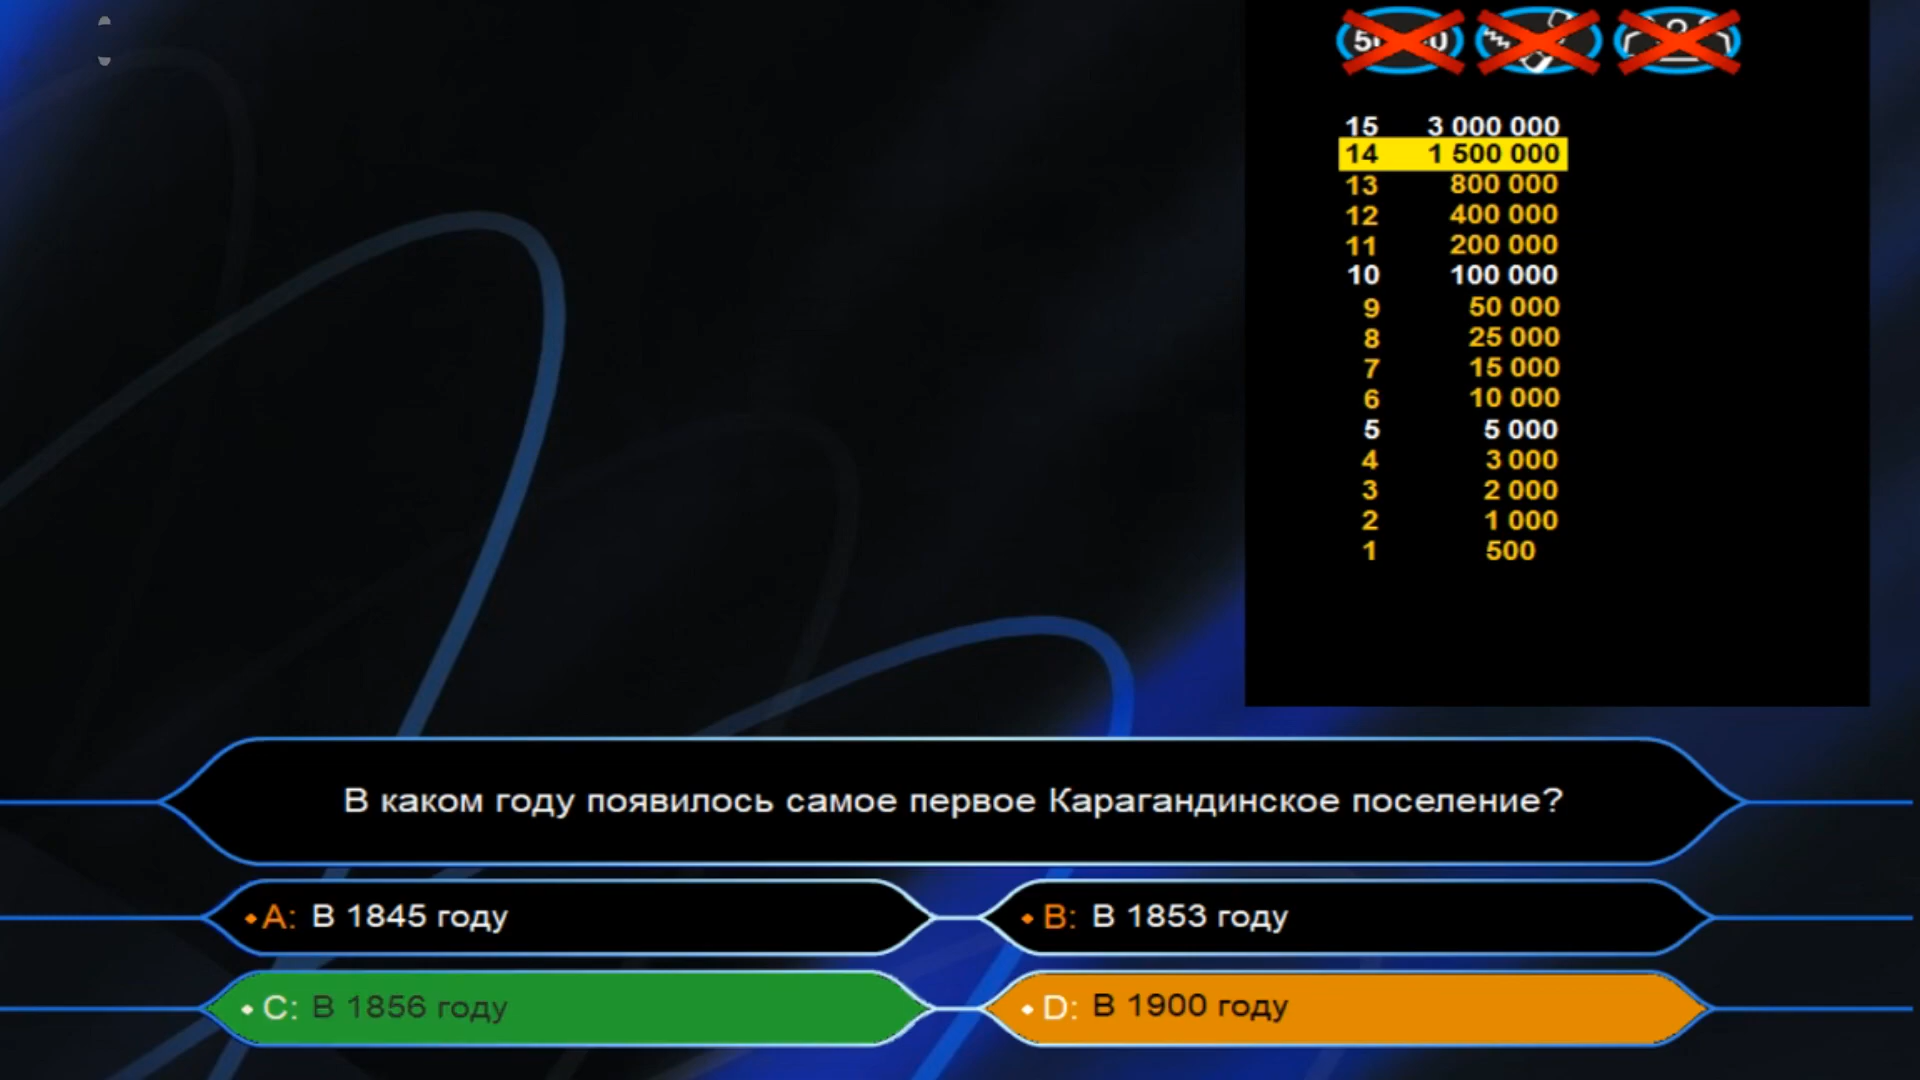 15 3 000 000
14 1 500 000
13 800 000
12 400 000
11 200 000
10 100 000
9 50 000
8 25 000
7 15 000
6 10 000
5 5 000
4 3 000
3 2 000
2 1 000
1 500
В каком году появилось самое первое Карагандинское поселение?
A: В 1845 году
B: В 1853 году
C: В 1856 году
D: В 1900 году